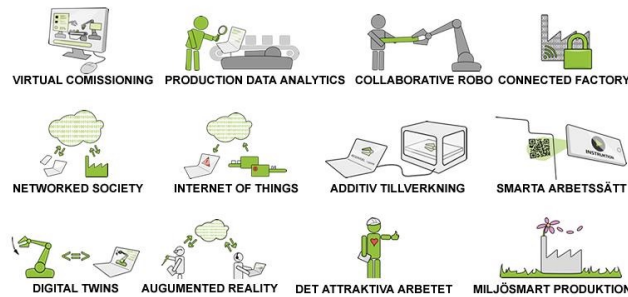 VIRTUAL COMISSIONING PRODUCTION DATA ANALYTICS COLLABORATIVE ROBO CONNECTED FACTORY
INSTRUKTION
NETWORKED SOCIETY INTERNET OF THINGS ADDITIV TILLVERKNING SMARTA ARBETSSÄTT
DIGITAL TWINS AUGUMENTED REALITY DET ATTRAKTIVA ARBETET MILJÖSMART PRODUKTION